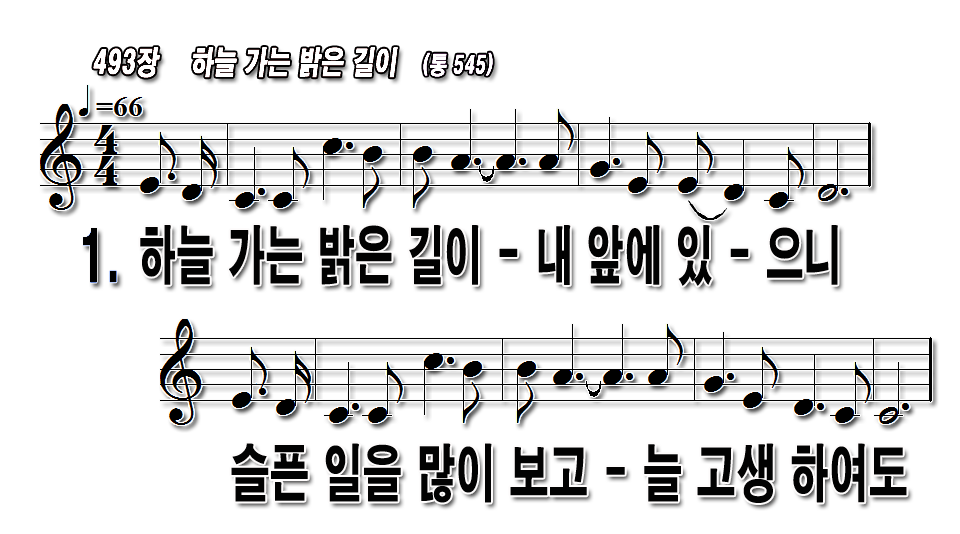 493장 하늘 가는 밝은 길이 (통 545)
♩=66
4
4
1. 하늘 가는 밝은 길이 - 내 앞에 있 - 으니
슬픈 일을 많이 보고 - 늘 고생 하여도